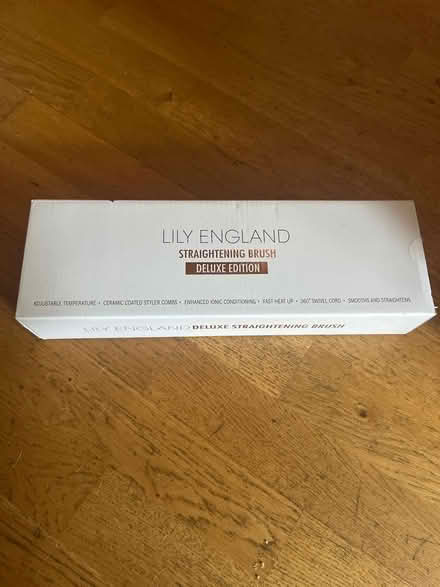 LILY ENGLAND
STRAIGHTENING BRUSH
DELUXE EDITION
ADJUSTABLE TEMPERATURE • CERAMIC COATED STYLER COMBS • ENHANCED IONIC CONDITIONING • FAST HEAT UP • 360° SWIVEL CORD • SMOOTHS AND STRAIGHTENS
LILY ENGLAND DELUXE STRAIGHTENING BRUSH